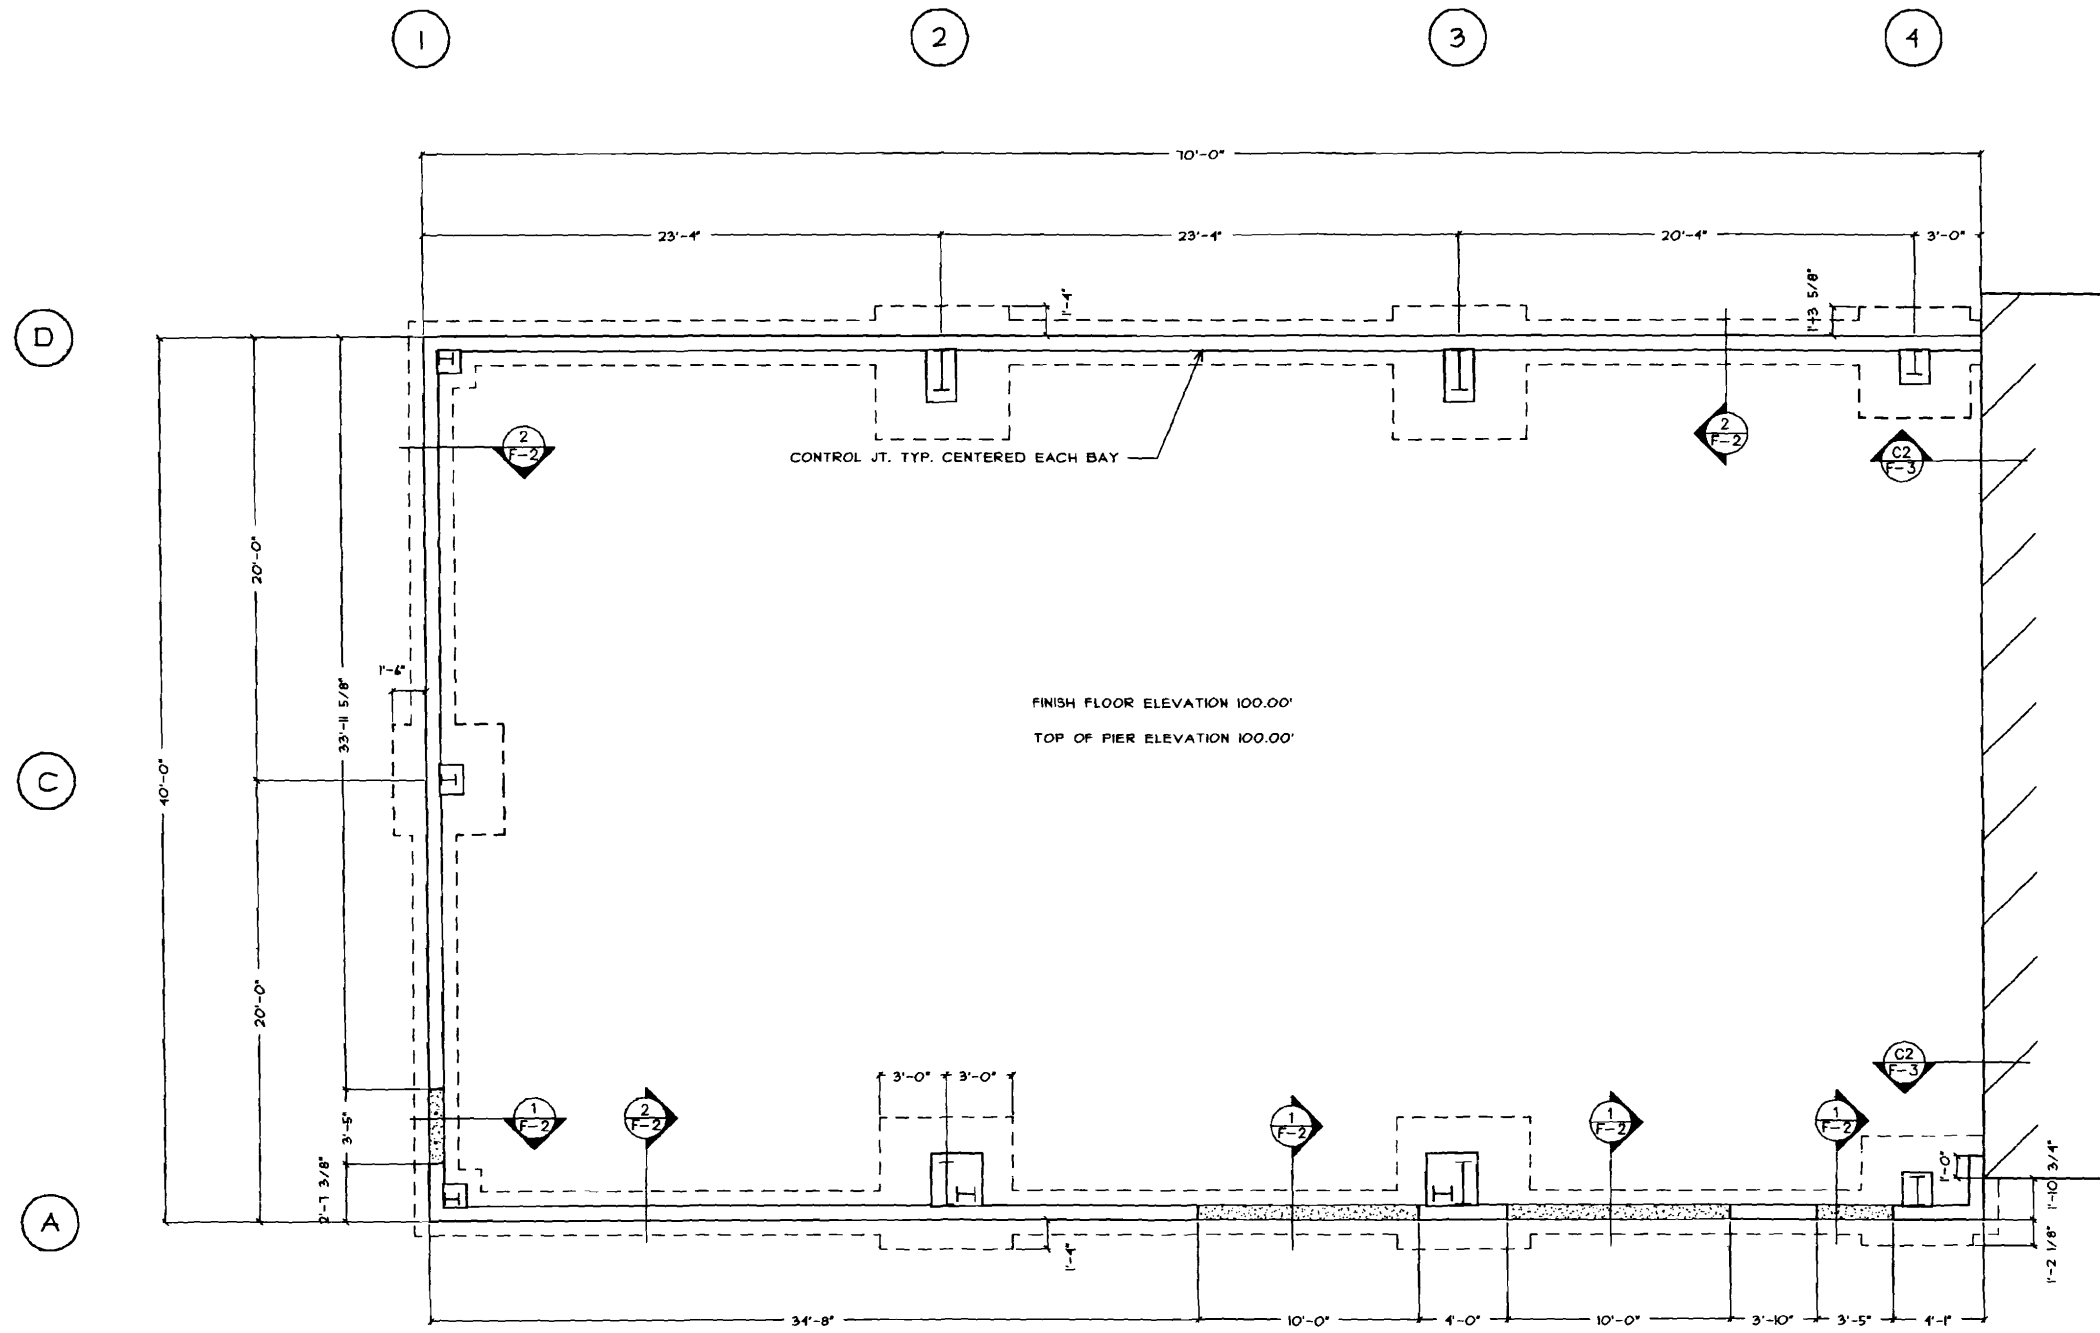 1 2 3 4
70'-0"
23'-4" 23'-4" 20'-4" 3'-0"
1'-4" 1'-3 5/8"
D
2
F-2
2
F-2
CONTROL JT. TYP. CENTERED EACH BAY
C2
F-3
20'-0"
1'-6"
33'-11 5/8"
FINISH FLOOR ELEVATION 100.00'
TOP OF PIER ELEVATION 100.00'
40'-0"
C
20'-0"
C2
F-3
3'-0" 3'-0"
1
F-2
2
F-2
1
F-2
1
F-2
1
F-2
3'-5"
2'-7 3/8"
1'-0"
1'-10 3/4"
A
1'-4"
1'-2 1/8"
34'-8" 10'-0" 4'-0" 10'-0" 3'-10" 3'-5" 4'-1"